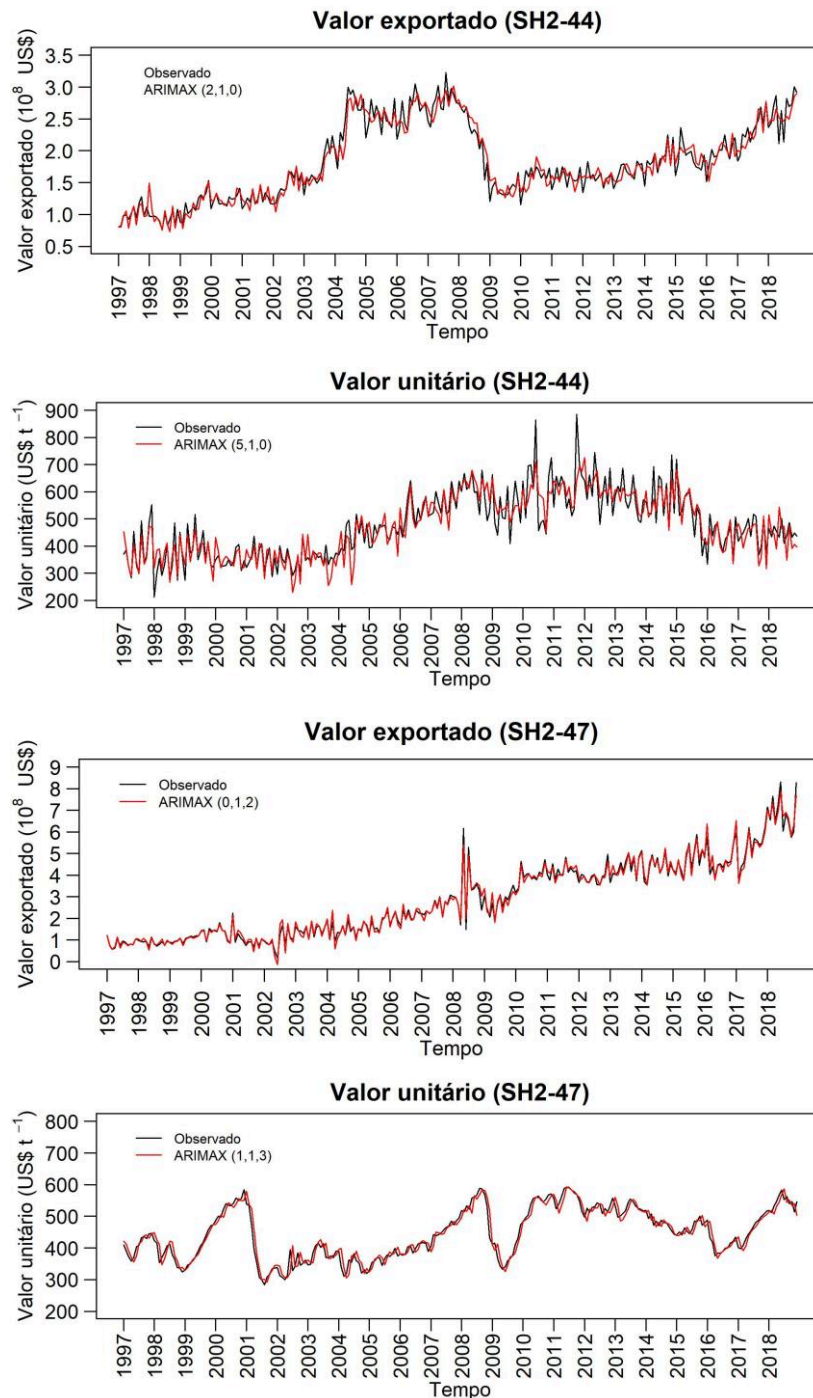 Valor exportado (SH2-44)
Valor exportado (10⁸ US$)
3.5
3.0
2.5
2.0
1.5
1.0
0.5
Observado
ARIMAX (2,1,0)
1997 1998 1999 2000 2001 2002 2003 2004 2005 2006 2007 2008 2009 2010 2011 2012 2013 2014 2015 2016 2017 2018
Tempo
Valor unitário (SH2-44)
Valor unitário (US$ t⁻¹)
900
800
700
600
500
400
300
200
Observado
ARIMAX (5,1,0)
1997 1998 1999 2000 2001 2002 2003 2004 2005 2006 2007 2008 2009 2010 2011 2012 2013 2014 2015 2016 2017 2018
Tempo
Valor exportado (SH2-47)
Valor exportado (10⁸ US$)
9
8
7
6
5
4
3
2
1
0
Observado
ARIMAX (0,1,2)
1997 1998 1999 2000 2001 2002 2003 2004 2005 2006 2007 2008 2009 2010 2011 2012 2013 2014 2015 2016 2017 2018
Tempo
Valor unitário (SH2-47)
Valor unitário (US$ t⁻¹)
800
700
600
500
400
300
200
Observado
ARIMAX (1,1,3)
1997 1998 1999 2000 2001 2002 2003 2004 2005 2006 2007 2008 2009 2010 2011 2012 2013 2014 2015 2016 2017 2018
Tempo